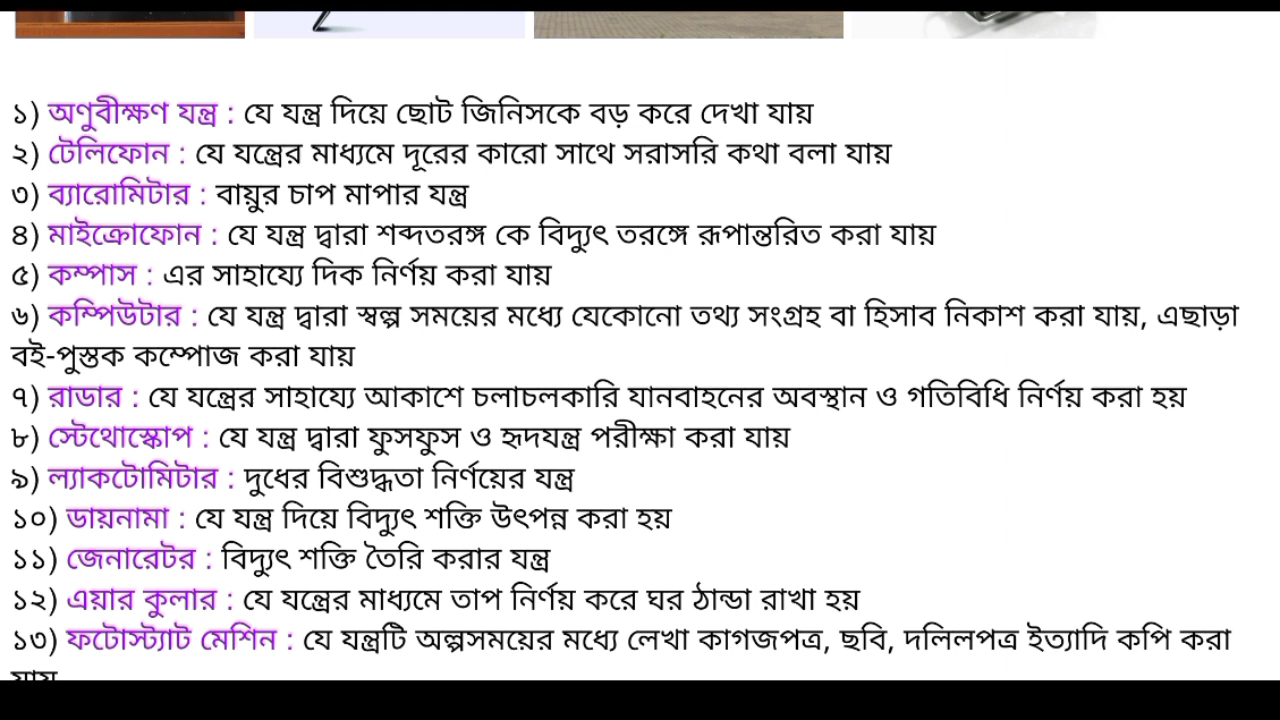 ১) অণুবীক্ষণ যন্ত্র : যে যন্ত্র দিয়ে ছোট জিনিসকে বড় করে দেখা যায়
২) টেলিফোন : যে যন্ত্রের মাধ্যমে দূরের কারো সাথে সরাসরি কথা বলা যায়
৩) ব্যারোমিটার : বায়ুর চাপ মাপার যন্ত্র
৪) মাইক্রোফোন : যে যন্ত্র দ্বারা শব্দতরঙ্গ কে বিদ্যুৎ তরঙ্গে রূপান্তরিত করা যায়
৫) কম্পাস : এর সাহায্যে দিক নির্ণয় করা যায়
৬) কম্পিউটার : যে যন্ত্র দ্বারা স্বল্প সময়ের মধ্যে যেকোনো তথ্য সংগ্রহ বা হিসাব নিকাশ করা যায়, এছাড়া
বই-পুস্তক কম্পোজ করা যায়
৭) রাডার : যে যন্ত্রের সাহায্যে আকাশে চলাচলকারি যানবাহনের অবস্থান ও গতিবিধি নির্ণয় করা হয়
৮) স্টেথোস্কোপ : যে যন্ত্র দ্বারা ফুসফুস ও হৃদযন্ত্র পরীক্ষা করা যায়
৯) ল্যাকটোমিটার : দুধের বিশুদ্ধতা নির্ণয়ের যন্ত্র
১০) ডায়নামা : যে যন্ত্র দিয়ে বিদ্যুৎ শক্তি উৎপন্ন করা হয়
১১) জেনারেটর : বিদ্যুৎ শক্তি তৈরি করার যন্ত্র
১২) এয়ার কুলার : যে যন্ত্রের মাধ্যমে তাপ নির্ণয় করে ঘর ঠান্ডা রাখা হয়
১৩) ফটোস্ট্যাট মেশিন : যে যন্ত্রটি অল্পসময়ের মধ্যে লেখা কাগজপত্র, ছবি, দলিলপত্র ইত্যাদি কপি করা
যায়